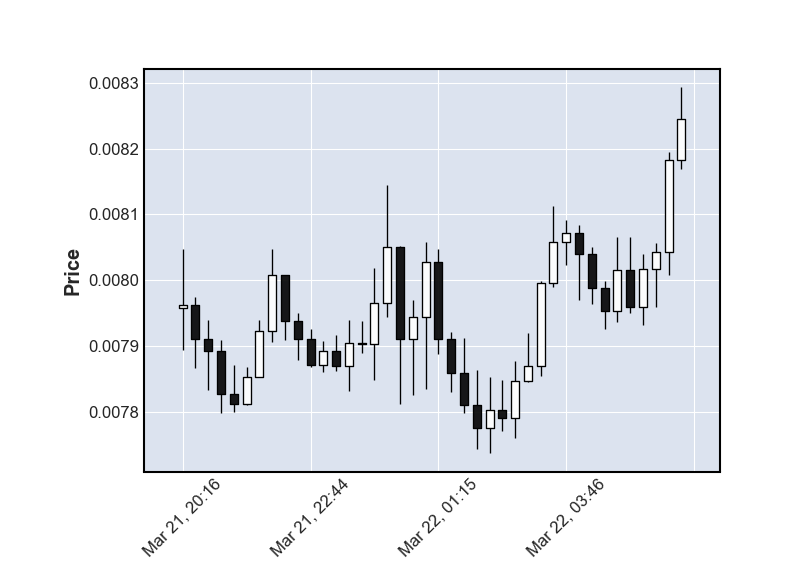 0.0083
0.0082
0.0081
0.0080
0.0079
0.0078
Price
Mar 21, 20:16
Mar 21, 22:44
Mar 22, 01:15
Mar 22, 03:46